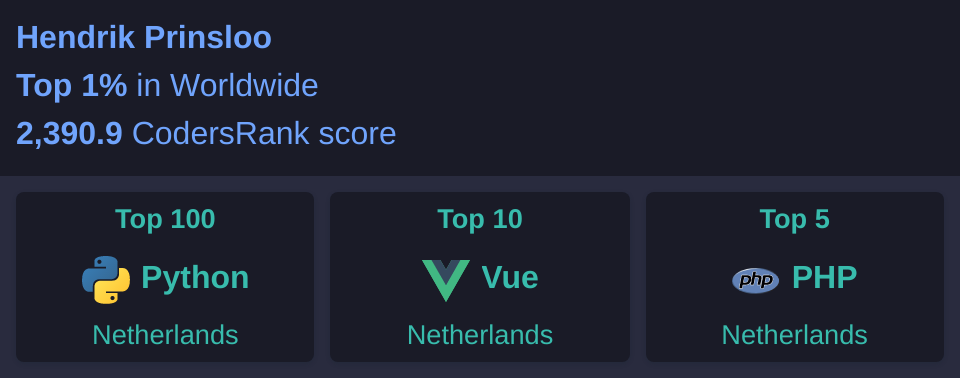 Hendrik Prinsloo
Top 1% in Worldwide
2,390.9 CodersRank score
Top 100
Python
Netherlands
Top 10
Vue
Netherlands
Top 5
php PHP
Netherlands